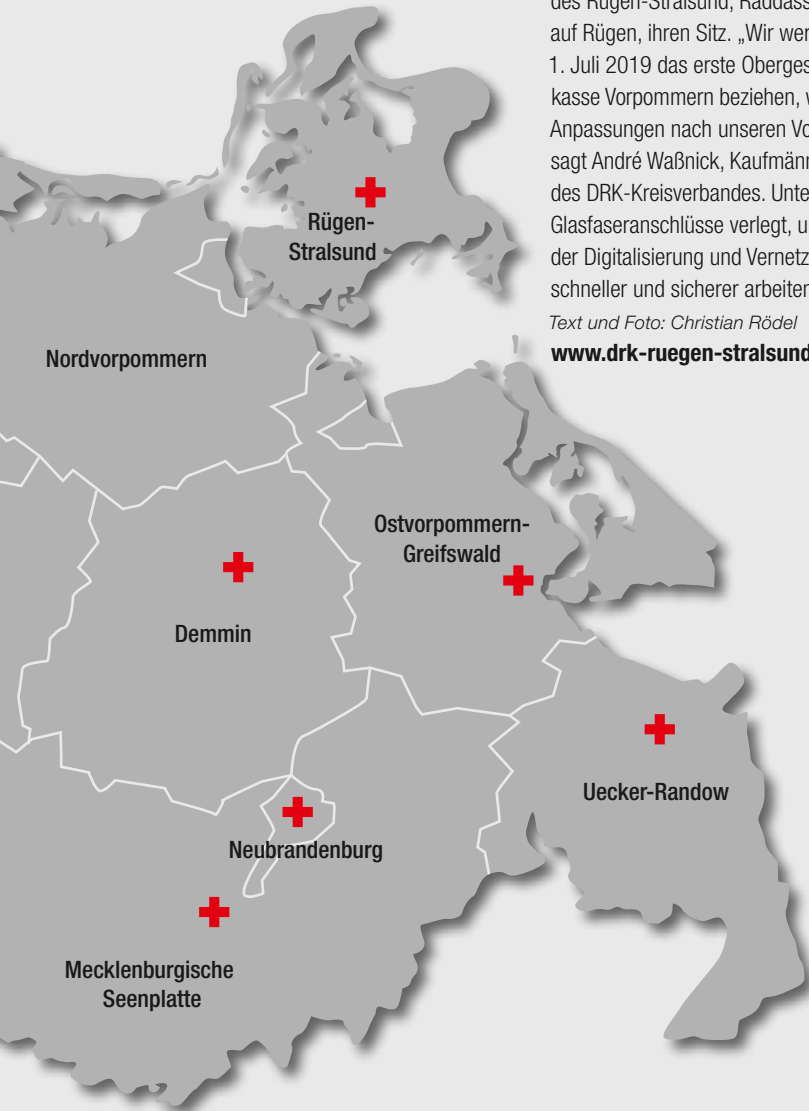 des Rügen-Stralsund, Raddass
auf Rügen, ihren Sitz. „Wir wer
1. Juli 2019 das erste Oberges
kasse Vorpommern beziehen, w
Anpassungen nach unseren Vo
sagt André Waßnick, Kaufmänn
des DRK-Kreisverbandes. Unte
Glasfaseranschlüsse verlegt, u
der Digitalisierung und Vernetz
schneller und sicherer arbeiten
Text und Foto: Christian Rödel
www.drk-ruegen-stralsund
Rügen-
Stralsund
Nordvorpommern
Ostvorpommern-
Greifswald
Demmin
Uecker-Randow
Neubrandenburg
Mecklenburgische
Seenplatte